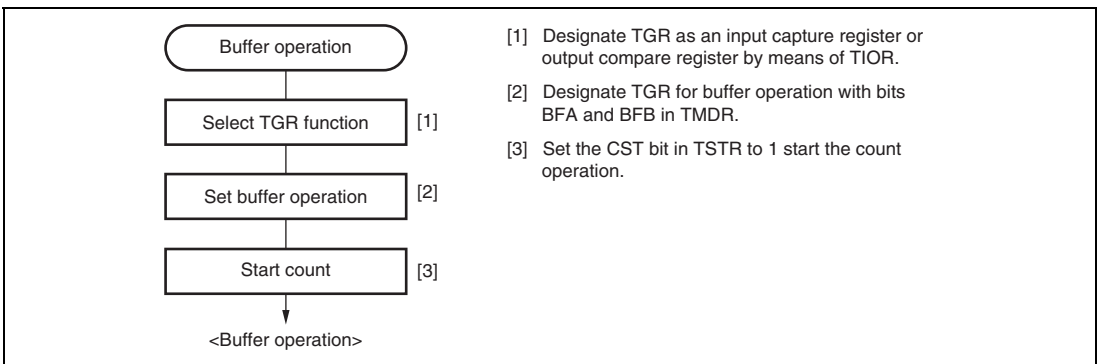 Buffer operation
Select TGR function
[1]
Set buffer operation
[2]
Start count
[3]
<Buffer operation>
[1] Designate TGR as an input capture register or
output compare register by means of TIOR.
[2] Designate TGR for buffer operation with bits
BFA and BFB in TMDR.
[3] Set the CST bit in TSTR to 1 start the count
operation.